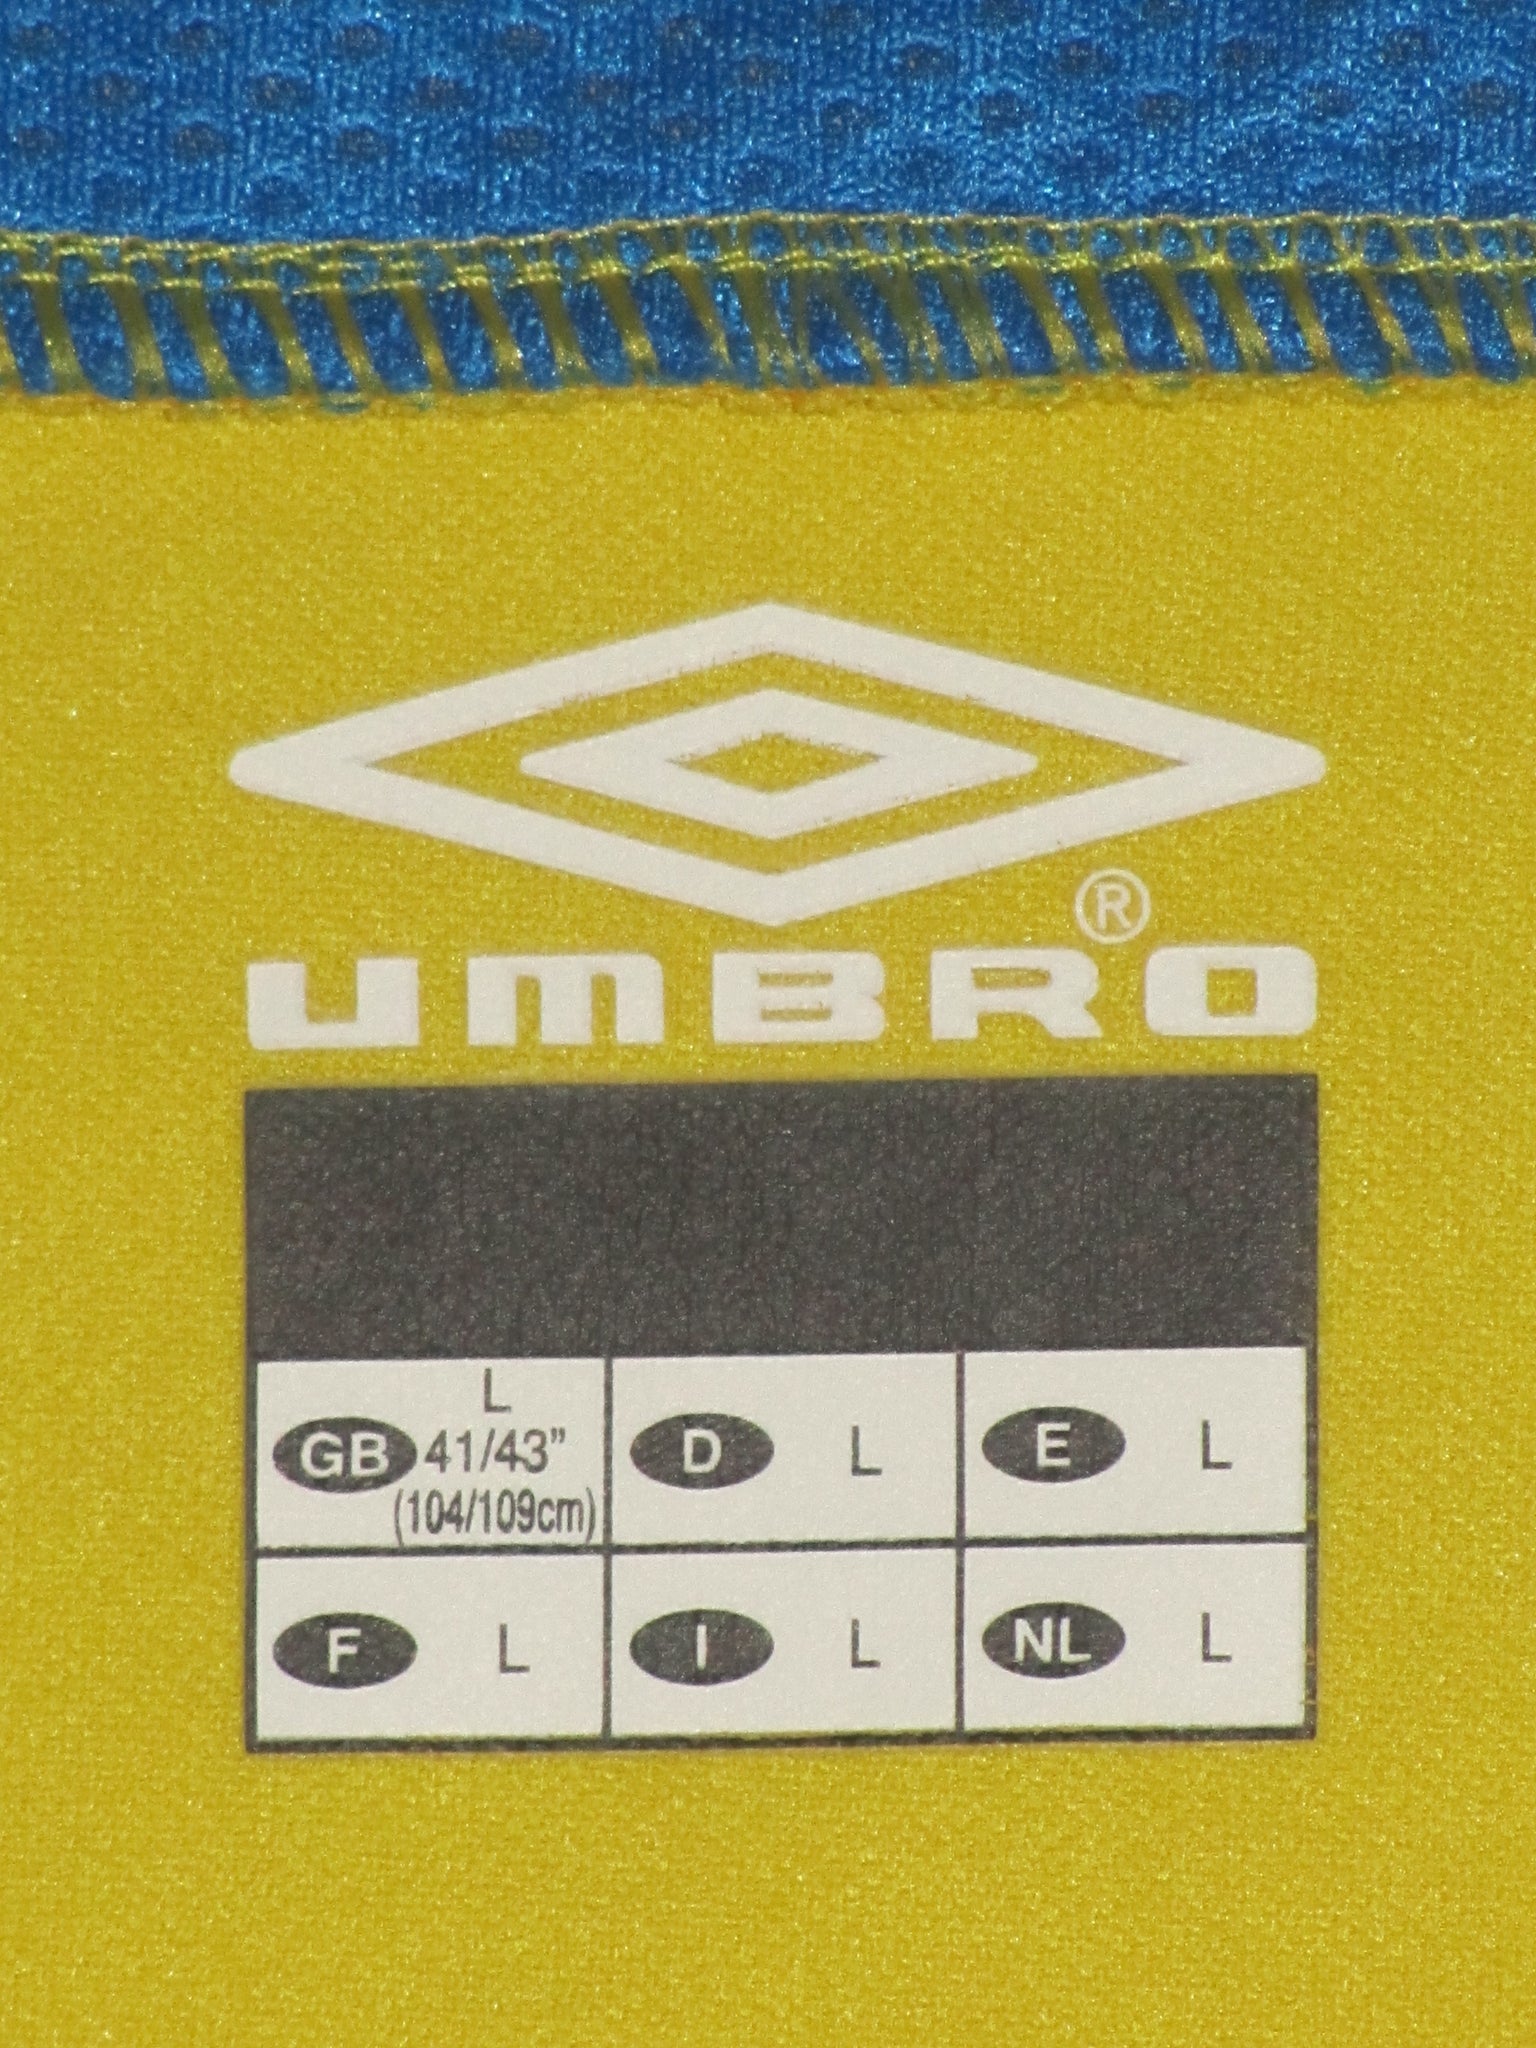 ®
UMBRO
L
GB 41/43” D L E L
(104/109cm)
F L I L NL L